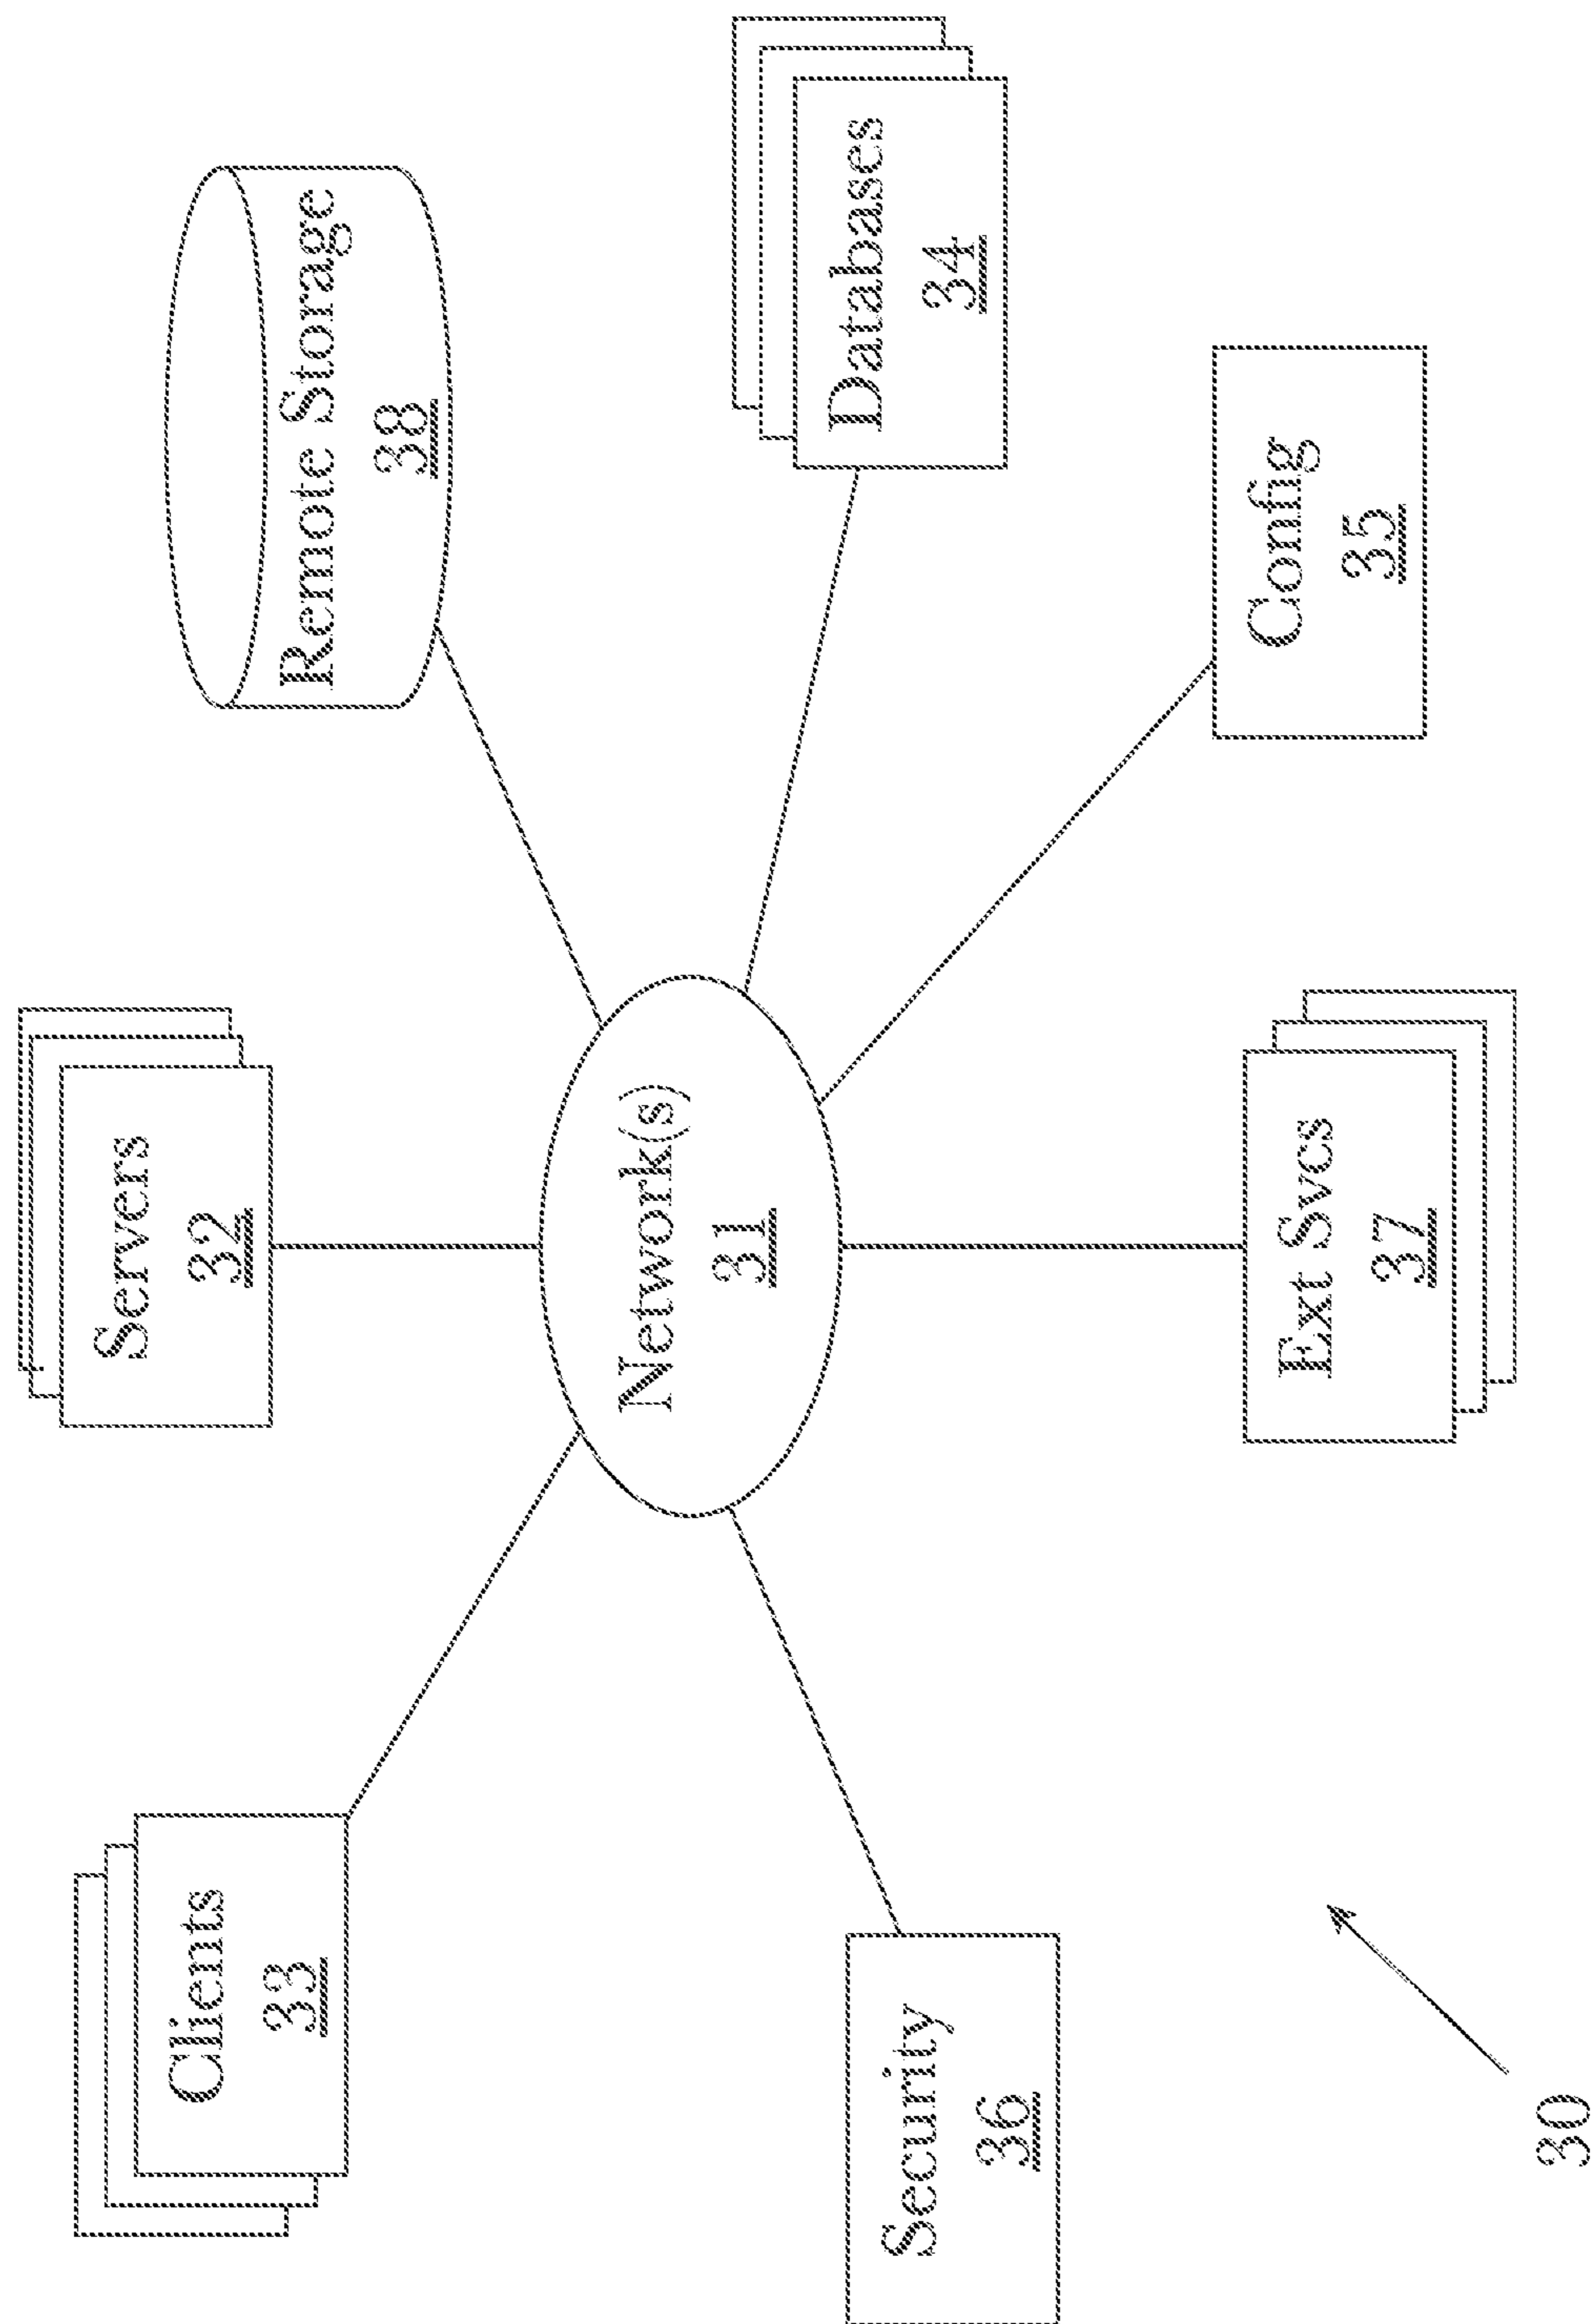 Clients
33
Servers
32
Remote Storage
38
Network(s)
31
Databases
34
Security
36
Ext Svcs
37
Config
35
30